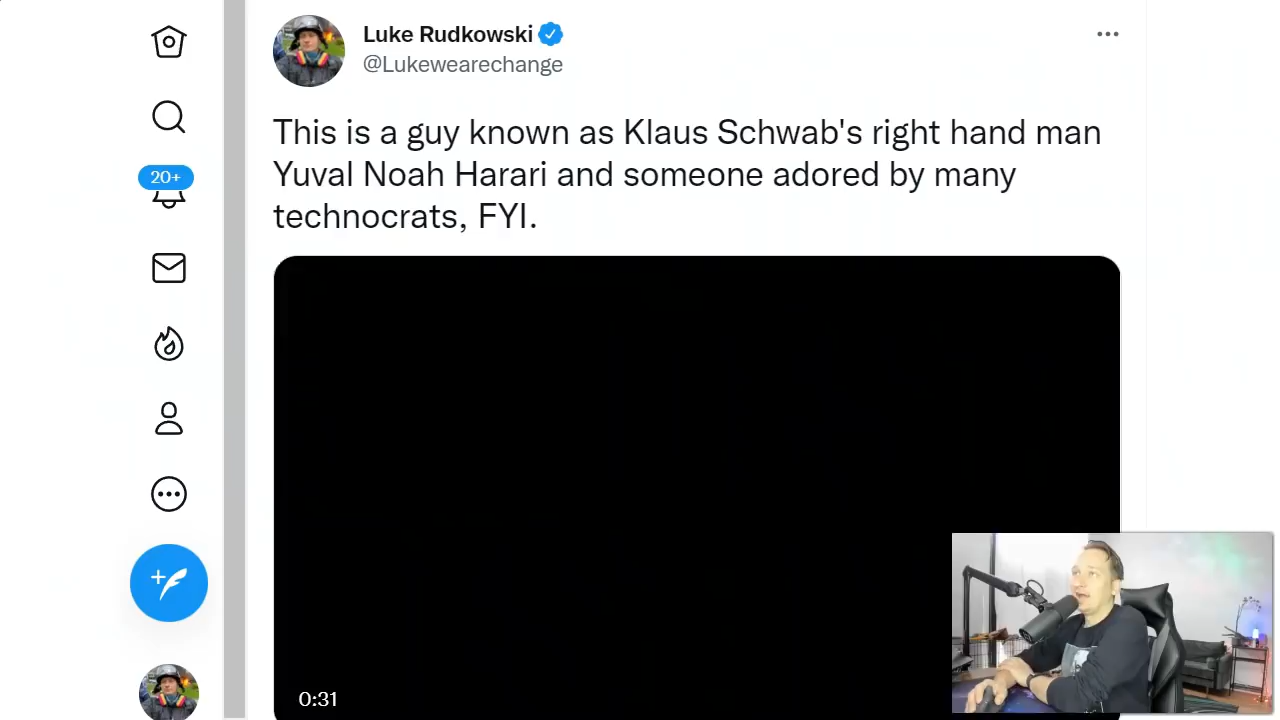 Luke Rudkowski
@Lukewearechange
This is a guy known as Klaus Schwab's right hand man
Yuval Noah Harari and someone adored by many
technocrats, FYI.
20+
0:31